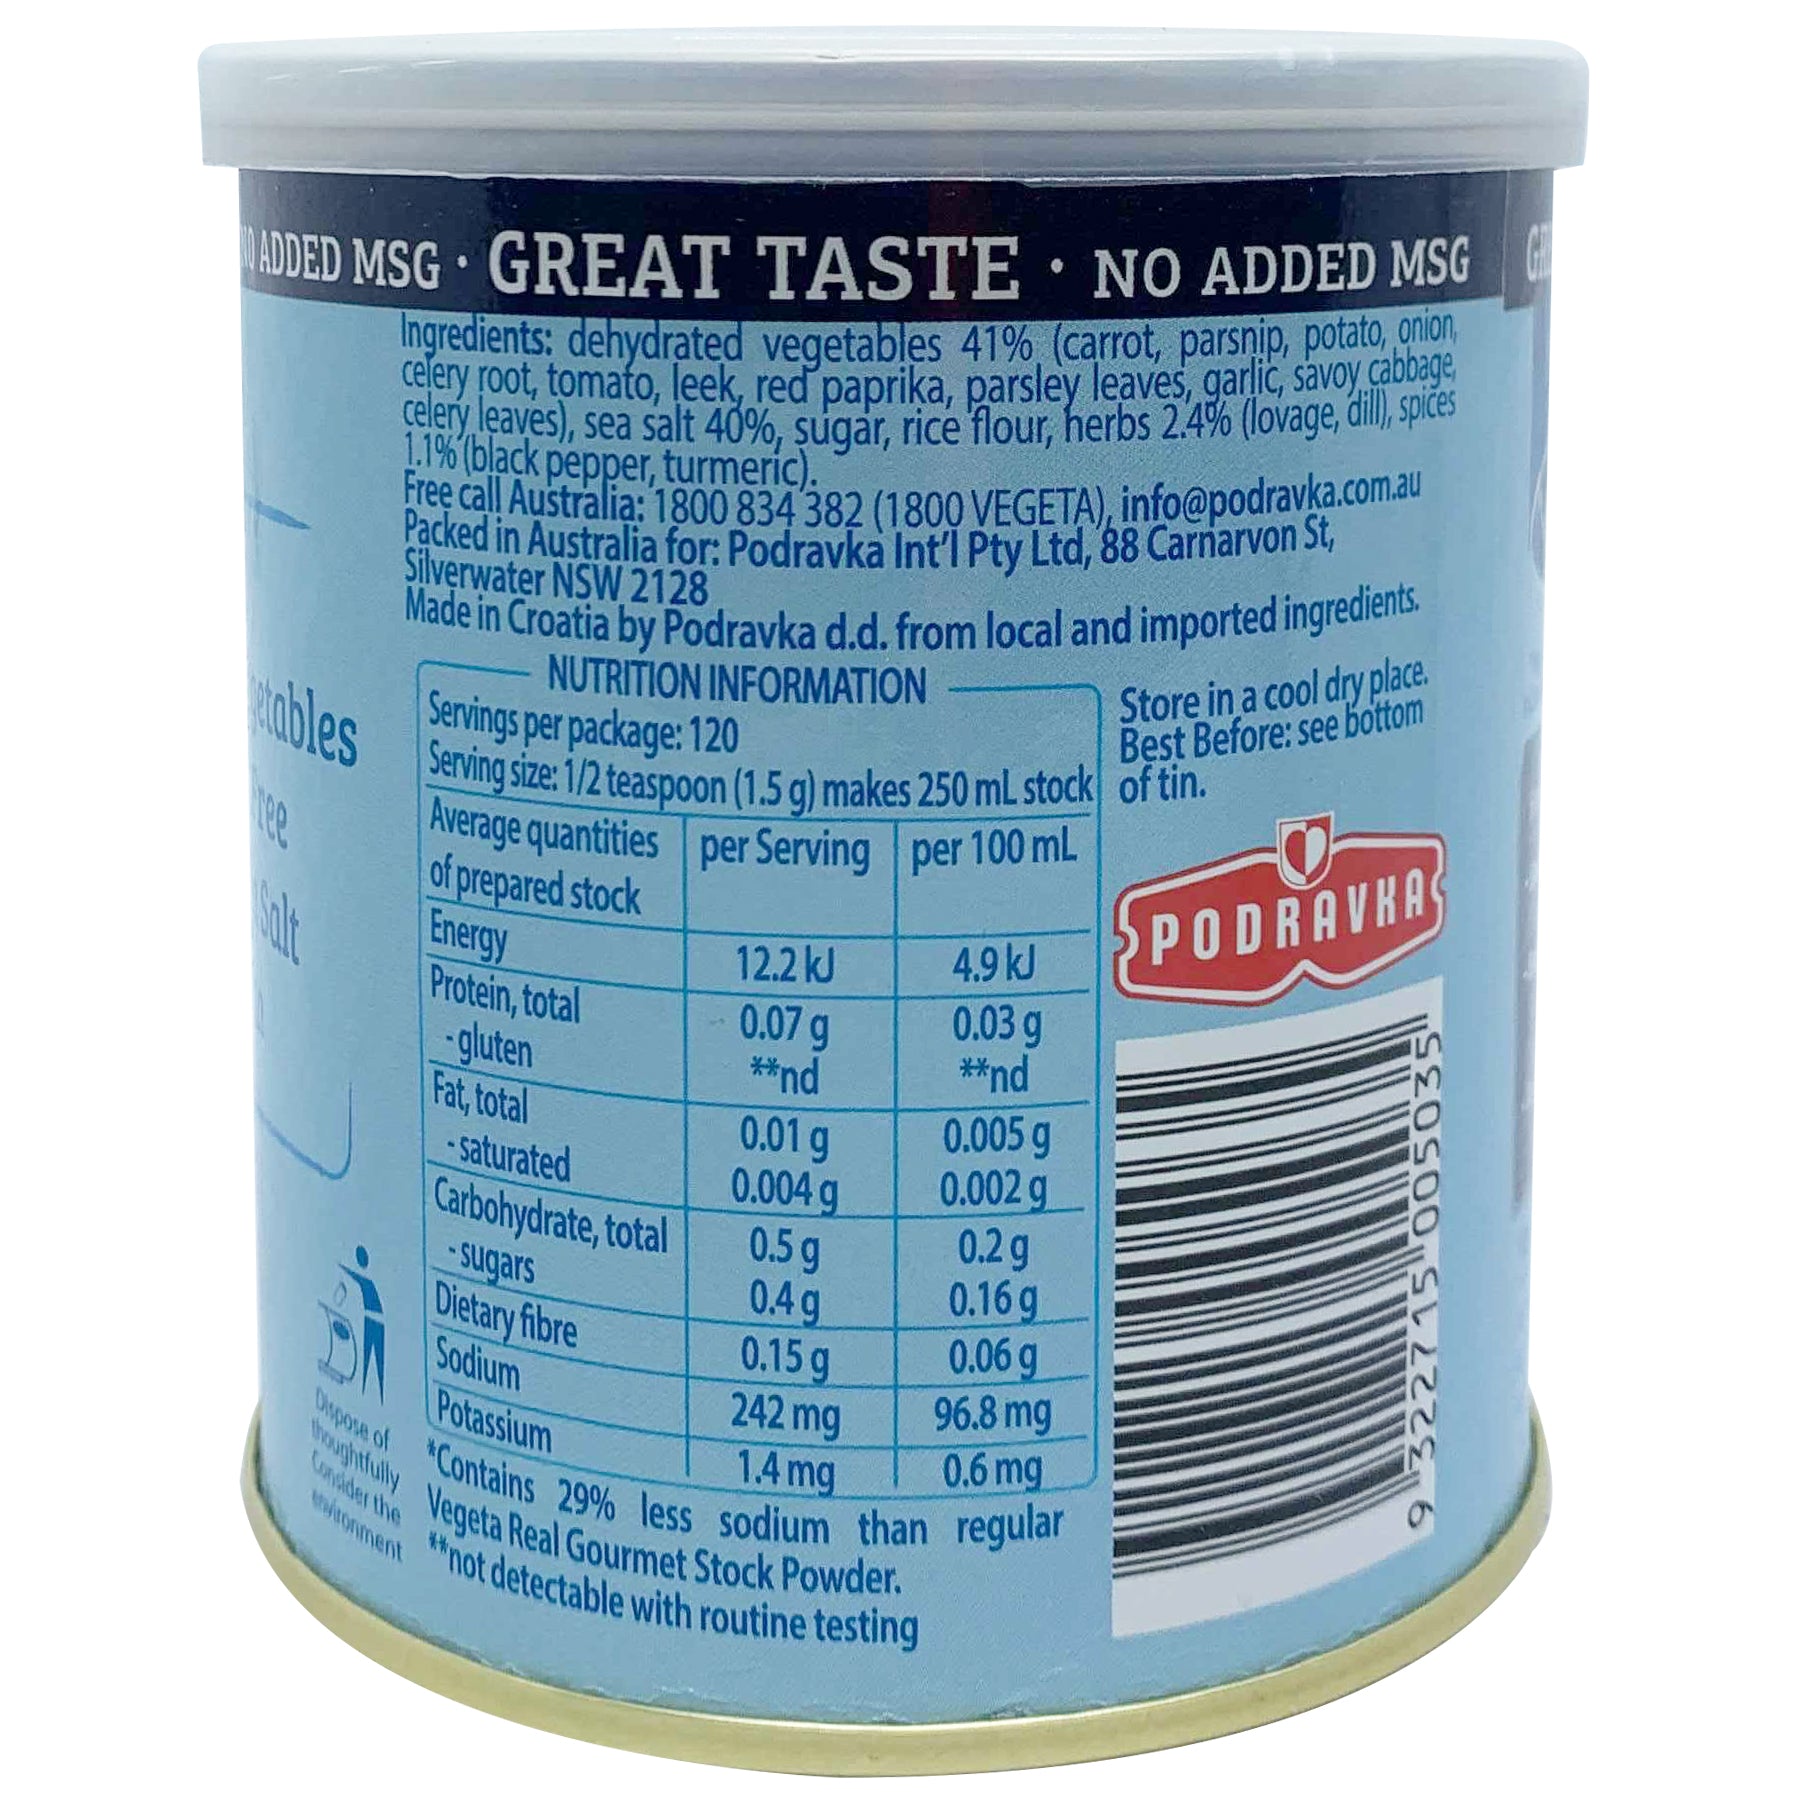 NO ADDED MSG · GREAT TASTE · NO ADDED MSG
Ingredients: dehydrated vegetables 41% (carrot, parsnip, potato, onion,
celery root, tomato, leek, red paprika, parsley leaves, garlic, savoy cabbage,
celery leaves), sea salt 40%, sugar, rice flour, herbs 2.4% (lovage, dill), spices
1.1% (black pepper, turmeric).
Free call Australia: 1800 834 382 (1800 VEGETA), info@podravka.com.au
Packed in Australia for: Podravka Int'l Pty Ltd, 88 Carnarvon St,
Silverwater NSW 2128
Made in Croatia by Podravka d.d. from local and imported ingredients.
NUTRITION INFORMATION
Servings per package: 120
Serving size: 1/2 teaspoon (1.5 g) makes 250 mL stock
Average quantities of prepared stock per Serving per 100 mL
Energy 12.2 kJ 4.9 kJ
Protein, total 0.07 g 0.03 g
- gluten **nd **nd
Fat, total 0.01 g 0.005 g
- saturated 0.004 g 0.002 g
Carbohydrate, total 0.5 g 0.2 g
- sugars 0.4 g 0.16 g
Dietary fibre 0.15 g 0.06 g
Sodium 242 mg 96.8 mg
Potassium 1.4 mg 0.6 mg
*Contains 29% less sodium than regular
Vegeta Real Gourmet Stock Powder.
**not detectable with routine testing
Store in a cool dry place.
Best Before: see bottom
of tin.
PODRAVKA
9 322715 005035
Salt
Dispose of
thoughtfully
Consider the
environment